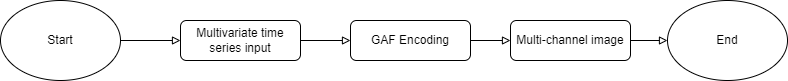 Start
Multivariate time
series input
GAF Encoding
Multi-channel image
End